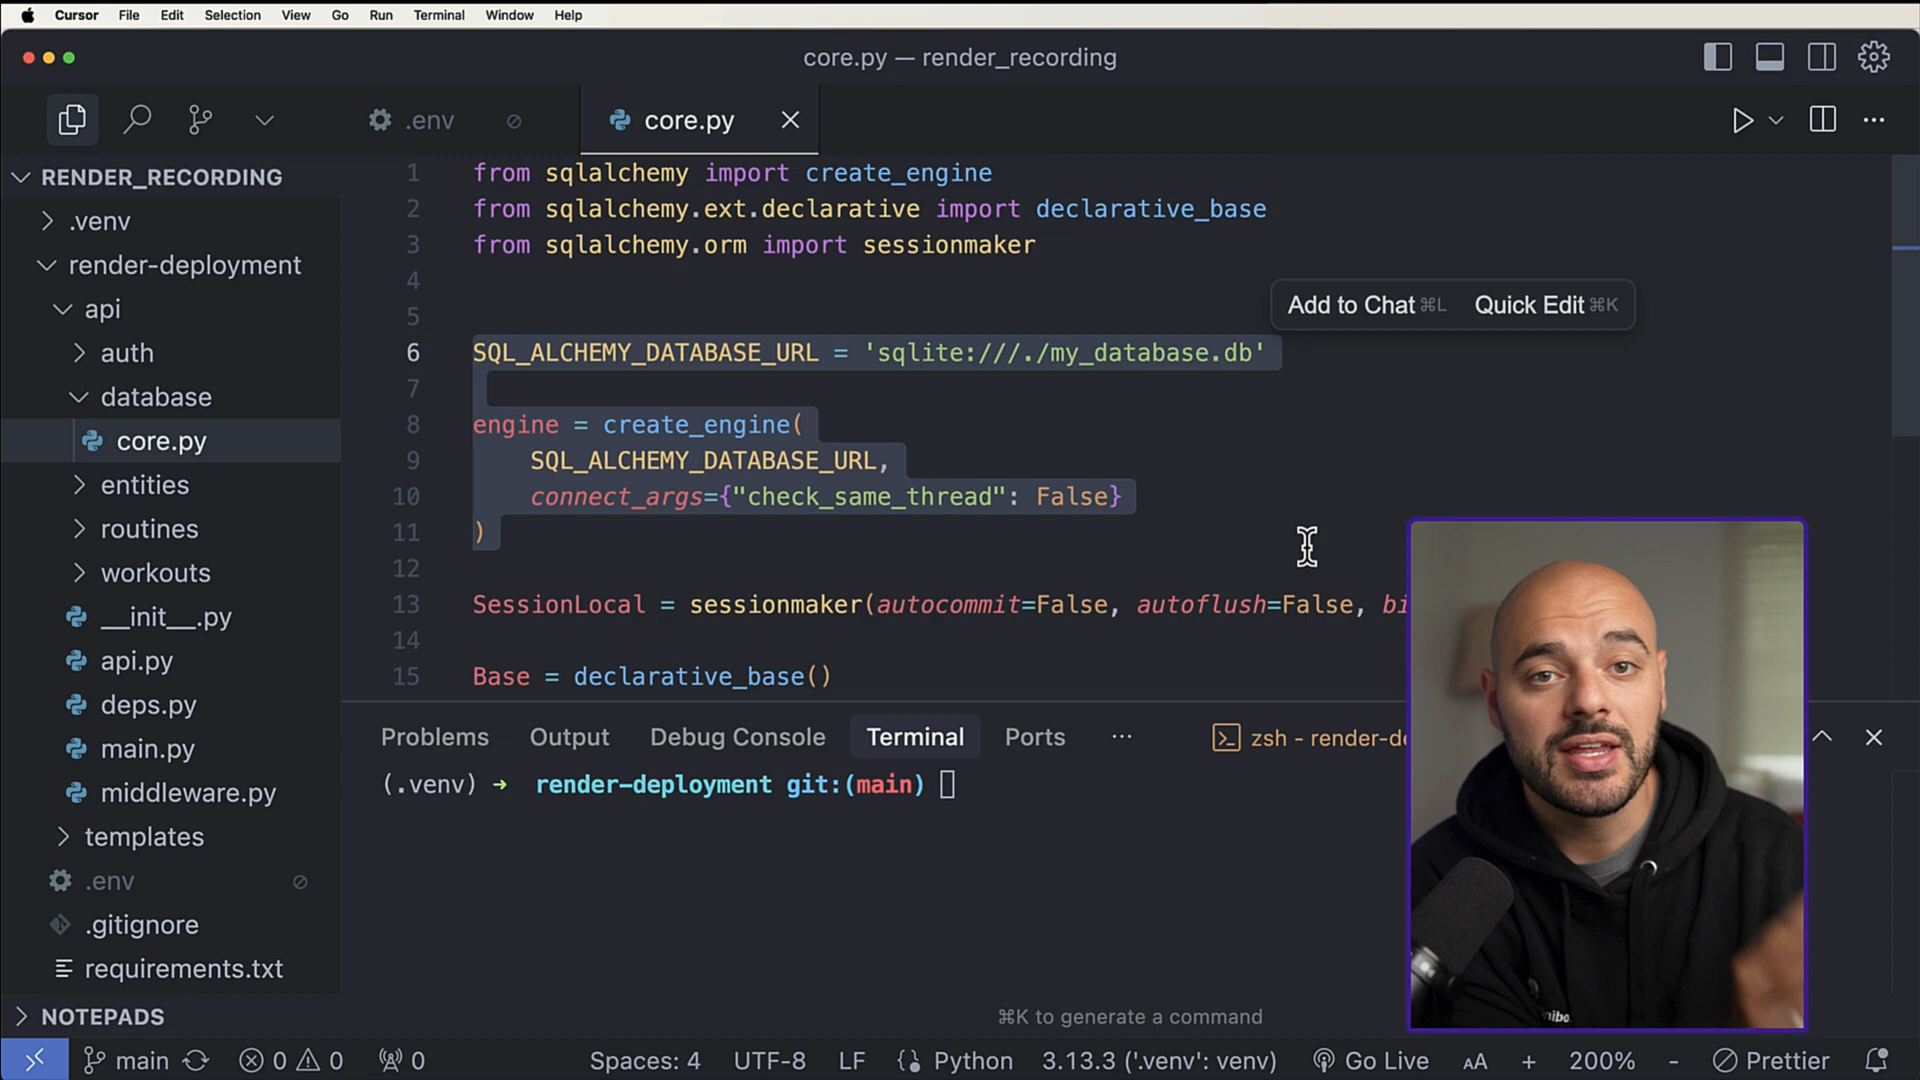 Cursor File Edit Selection View Go Run Terminal Window Help
core.py — render_recording
.env
core.py
RENDER_RECORDING
.venv
render-deployment
api
auth
database
core.py
entities
routines
workouts
__init__.py
api.py
deps.py
main.py
middleware.py
templates
.env
.gitignore
requirements.txt
NOTEPADS
1 from sqlalchemy import create_engine
2 from sqlalchemy.ext.declarative import declarative_base
3 from sqlalchemy.orm import sessionmaker
4
5
Add to Chat ⌘L Quick Edit ⌘K
6 SQL_ALCHEMY_DATABASE_URL = 'sqlite:///./my_database.db'
7
8 engine = create_engine(
9 SQL_ALCHEMY_DATABASE_URL,
10 connect_args={"check_same_thread": False}
11 )
12
13 SessionLocal = sessionmaker(autocommit=False, autoflush=False, bi
14
15 Base = declarative_base()
Problems Output Debug Console Terminal Ports ··· zsh - render-de
(.venv) → render-deployment git:(main)
⌘K to generate a command
main 0 0 0 Spaces: 4 UTF-8 LF Python 3.13.3 ('.venv': venv) Go Live AA + 200% - Prettier